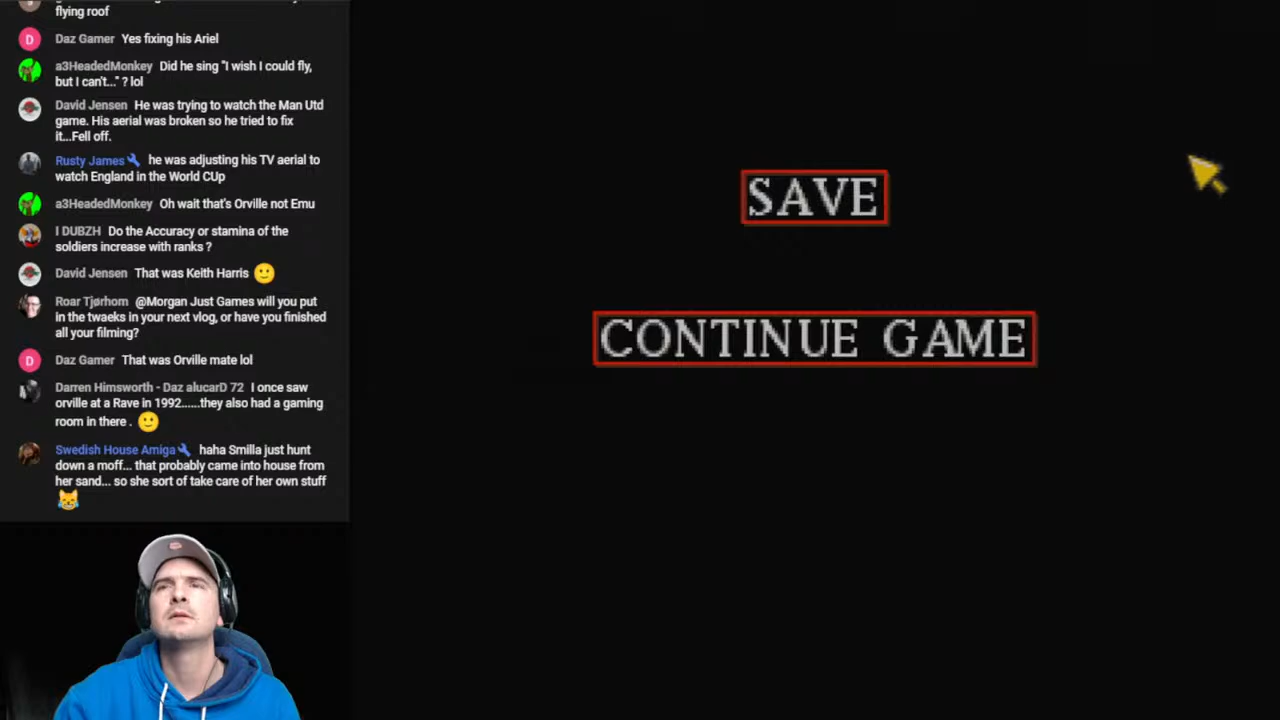 flying roof
Daz Gamer Yes fixing his Ariel
a3HeadedMonkey Did he sing "I wish I could fly,
but I can't..." ? lol
David Jensen He was trying to watch the Man Utd
game. His aerial was broken so he tried to fix
it...Fell off.
Rusty James he was adjusting his TV aerial to
watch England in the World CUp
a3HeadedMonkey Oh wait that's Orville not Emu
I DUBZH Do the Accuracy or stamina of the
soldiers increase with ranks ?
David Jensen That was Keith Harris 🙂
Roar Tjørhom @Morgan Just Games will you put
in the twaeks in your next vlog, or have you finished
all your filming?
Daz Gamer That was Orville mate lol
Darren Himsworth - Daz alucarD 72 I once saw
orville at a Rave in 1992......they also had a gaming
room in there . 🙂
Swedish House Amiga haha Smilla just hunt
down a moff... that probably came into house from
her sand... so she sort of take care of her own stuff
😹
SAVE
CONTINUE GAME